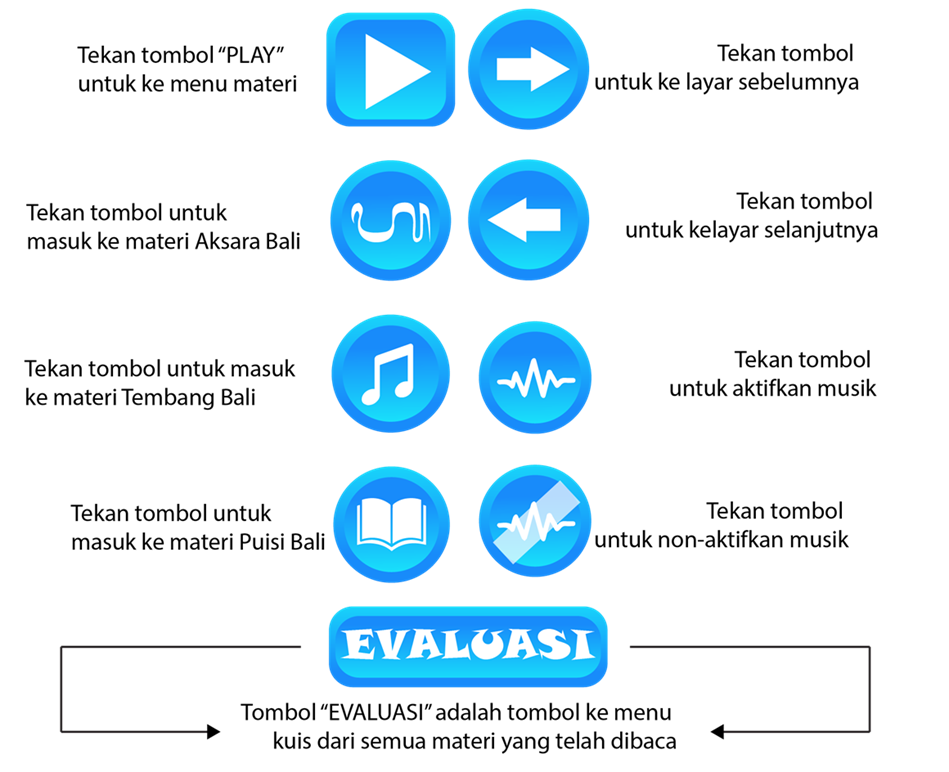 Tekan tombol “PLAY”
untuk ke menu materi
Tekan tombol
untuk ke layar sebelumnya
Tekan tombol untuk
masuk ke materi Aksara Bali
Tekan tombol
untuk kelayar selanjutnya
Tekan tombol untuk masuk
ke materi Tembang Bali
Tekan tombol
untuk aktifkan musik
Tekan tombol untuk
masuk ke materi Puisi Bali
Tekan tombol
untuk non-aktifkan musik
EVALUASI
Tombol “EVALUASI” adalah tombol ke menu
kuis dari semua materi yang telah dibaca